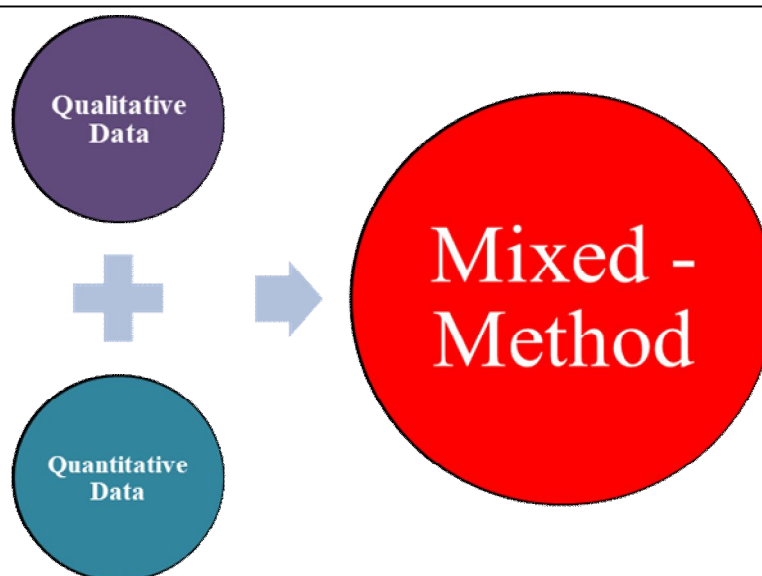 Qualitative
Data
Mixed -
Method
Quantitative
Data